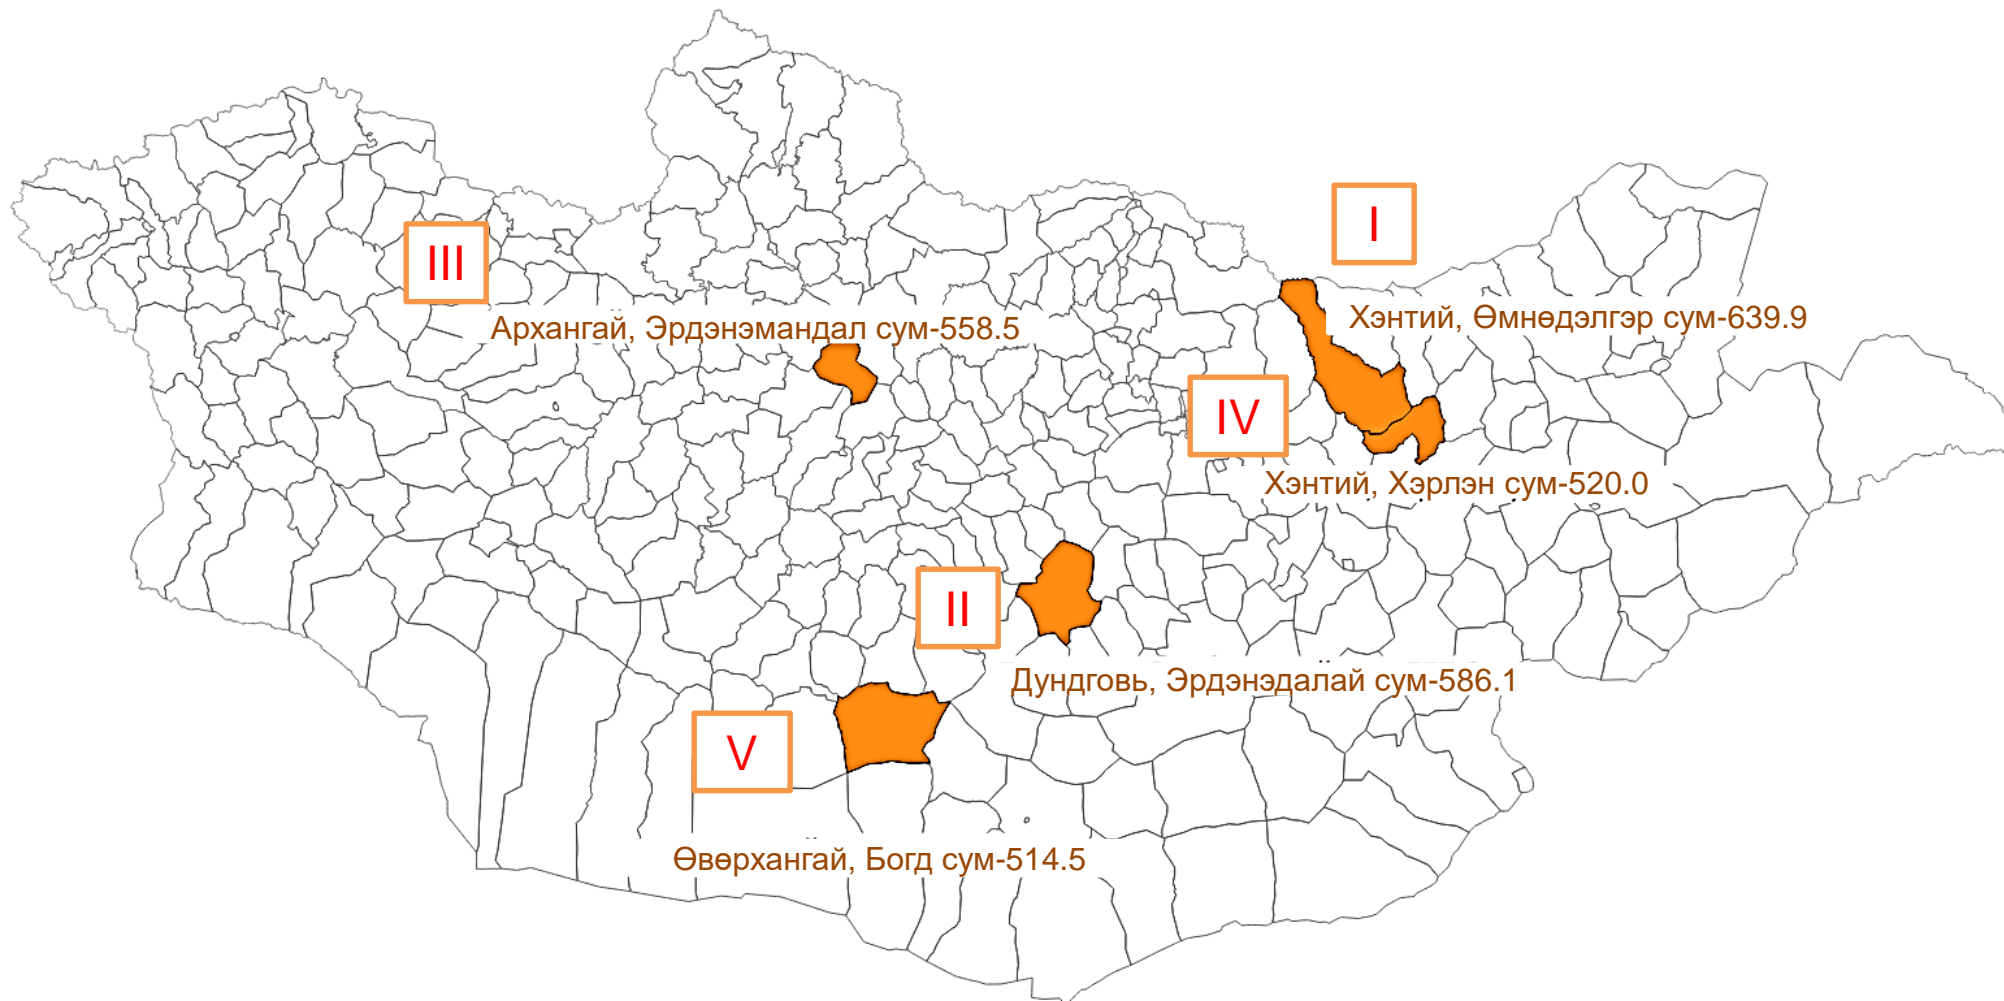 I
III
Хэнтий, Өмнөдэлгэр сум-639.9
Архангай, Эрдэнэмандал сум-558.5
IV
Хэнтий, Хэрлэн сум-520.0
II
Дундговь, Эрдэнэдалай сум-586.1
V
Өвөрхангай, Богд сум-514.5